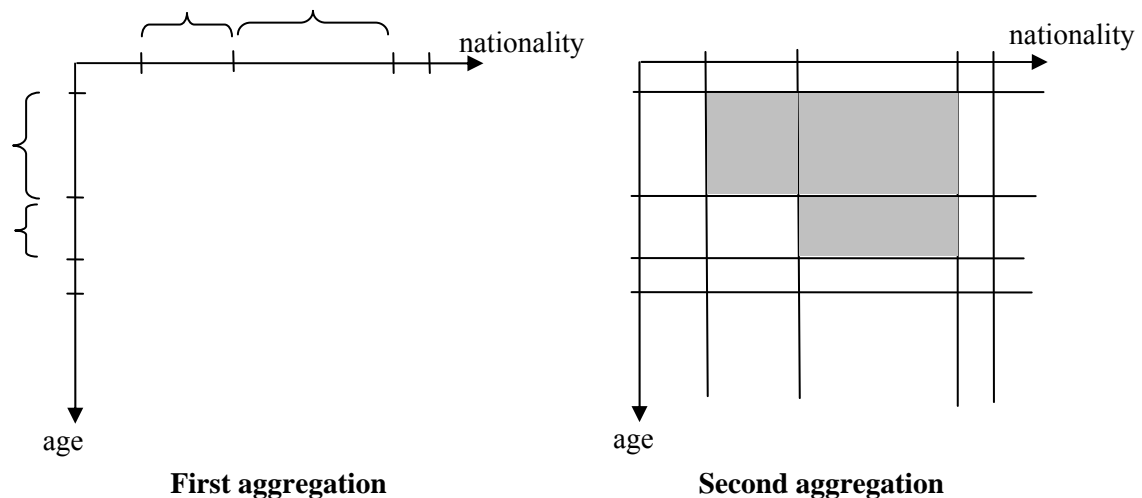 nationality
age
First aggregation
nationality
age
Second aggregation